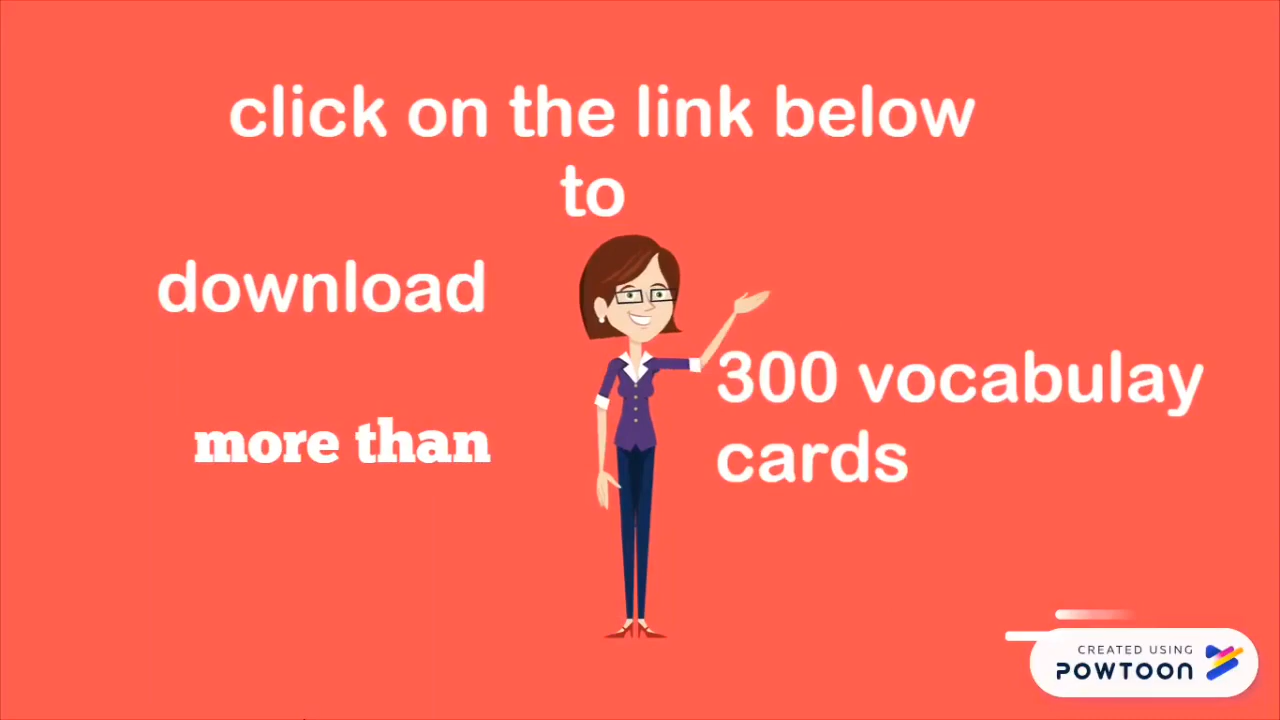 click on the link below
to
download
more than
300 vocabulay
cards
CREATED USING
POWTOON